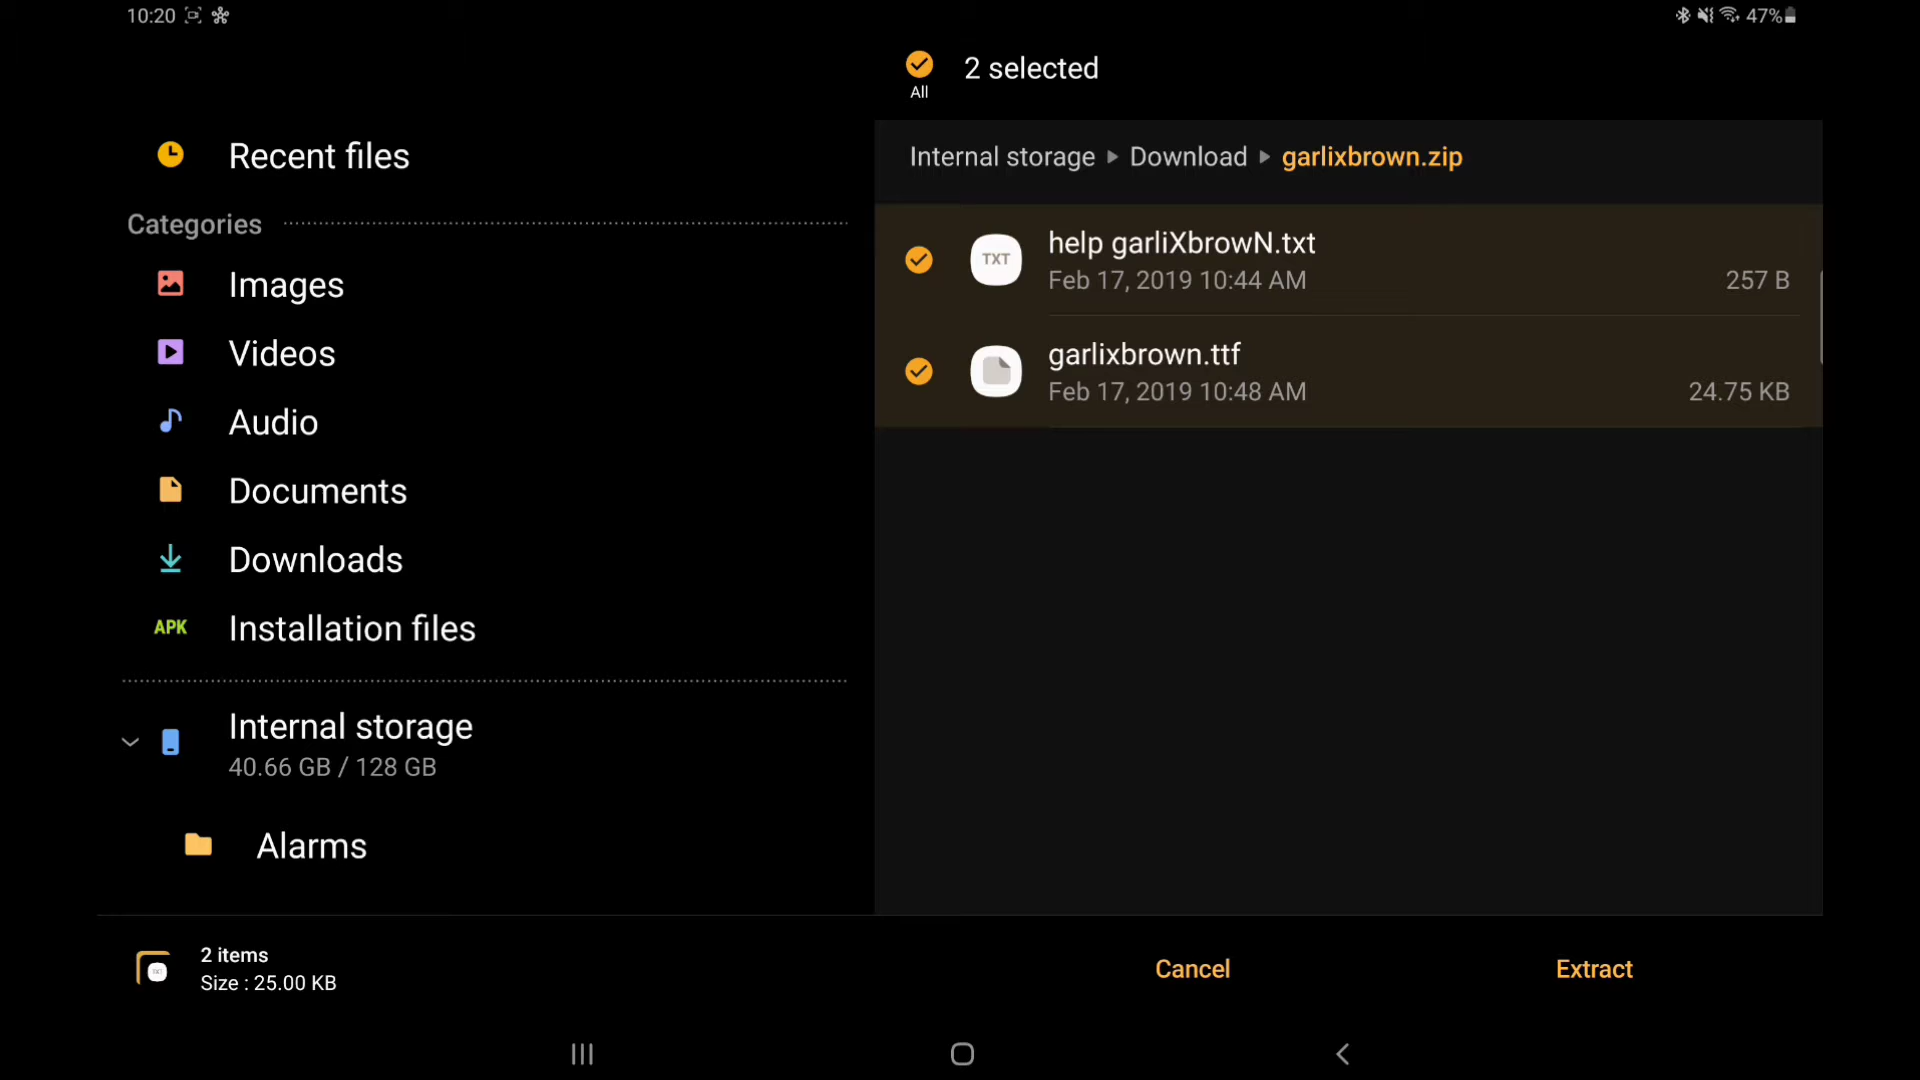 10:20
47%
All
2 selected
Recent files
Categories
Images
Videos
Audio
Documents
Downloads
APK
Installation files
Internal storage
40.66 GB / 128 GB
Alarms
Internal storage
Download
garlixbrown.zip
TXT
help garliXbrowN.txt
Feb 17, 2019 10:44 AM
257 B
garlixbrown.ttf
Feb 17, 2019 10:48 AM
24.75 KB
2 items
Size : 25.00 KB
Cancel
Extract